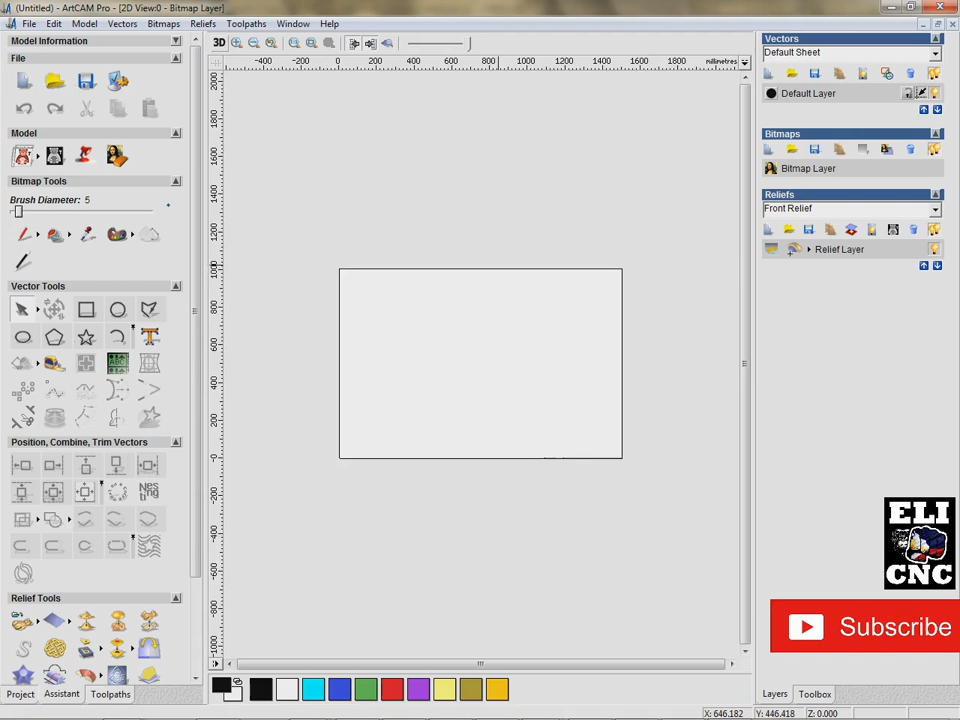 (Untitled) - ArtCAM Pro - [2D View:0 - Bitmap Layer]
File Edit Model Vectors Bitmaps Reliefs Toolpaths Window Help
Model Information
File
Model
Bitmap Tools
Brush Diameter: 5
Vector Tools
ABC
Position, Combine, Trim Vectors
Nes
ting
Relief Tools
Project Assistant Toolpaths
3D
-400 -200 0 200 400 600 800 1000 1200 1400 1600 1800 millimetres
2000
1800
1600
1400
1200
1000
800
600
400
200
-0
-200
-400
-600
-800
-1000
Vectors
Default Sheet
Default Layer
Bitmaps
Bitmap Layer
Reliefs
Front Relief
Relief Layer
ELI
CNC
Subscribe
Layers Toolbox
X: 646.182 Y: 446.418 Z: 0.000